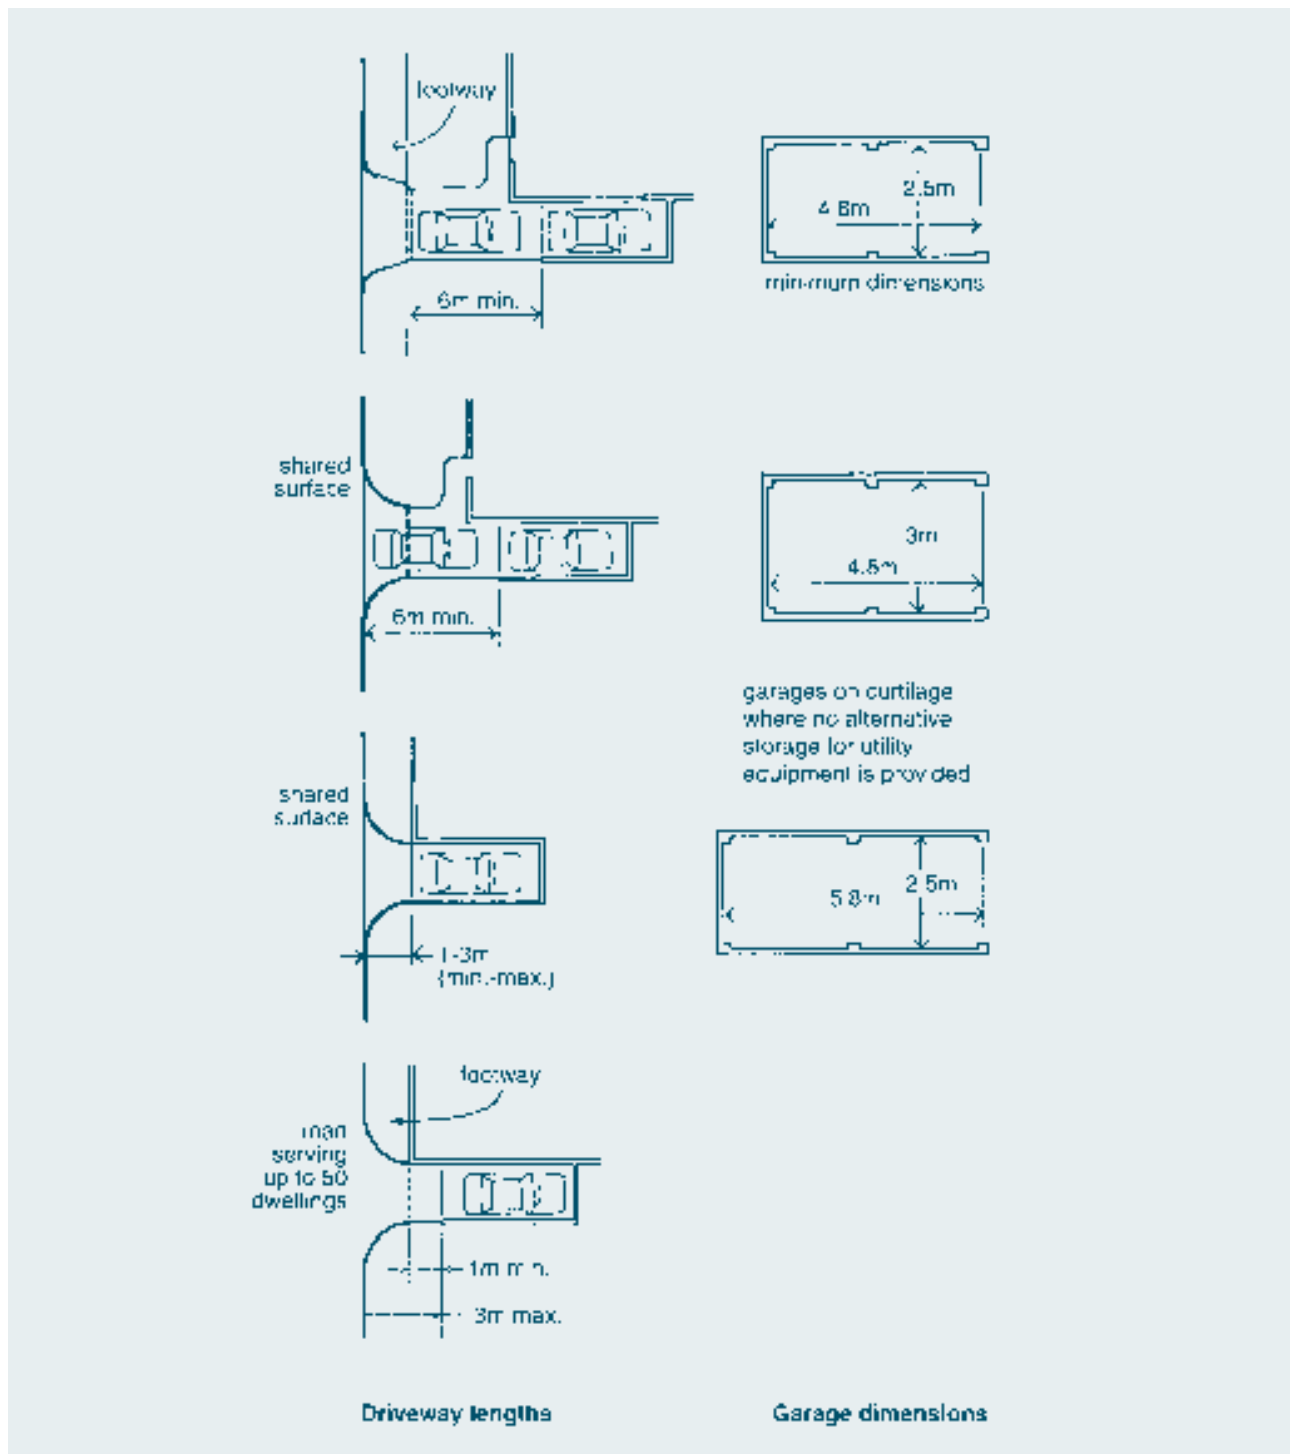 footway
2.5m
4.8m
minimum dimensions
6m min.
shared
surface
3m
4.8m
6m min.
garages on curtilage
where no alternative
storage for utility
equipment is provided
shared
surface
5.8m
2.5m
1-3m
(min.-max.)
footway
road
serving
up to 50
dwellings
1m min.
3m max.
Driveway lengths
Garage dimensions